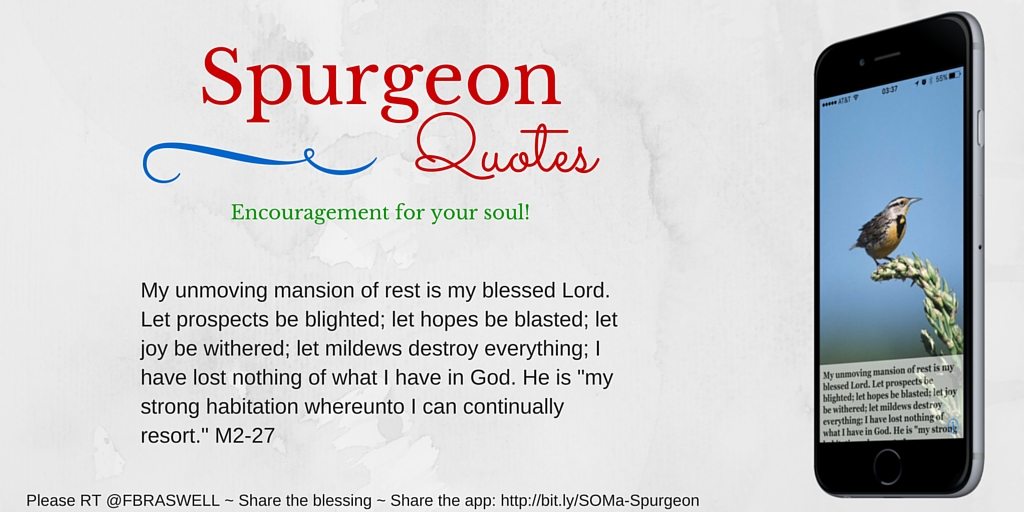 Spurgeon
Quotes
Encouragement for your soul!
My unmoving mansion of rest is my blessed Lord.
Let prospects be blighted; let hopes be blasted; let
joy be withered; let mildews destroy everything; I
have lost nothing of what I have in God. He is "my
strong habitation whereunto I can continually
resort." M2-27
Please RT @FBRASWELL ~ Share the blessing ~ Share the app: http://bit.ly/SOMa-Spurgeon
AT&T 03:37 55%
My unmoving mansion of rest is my
blessed Lord. Let prospects be
blighted; let hopes be blasted; let joy
be withered; let mildews destroy
everything; I have lost nothing of
what I have in God. He is "my strong